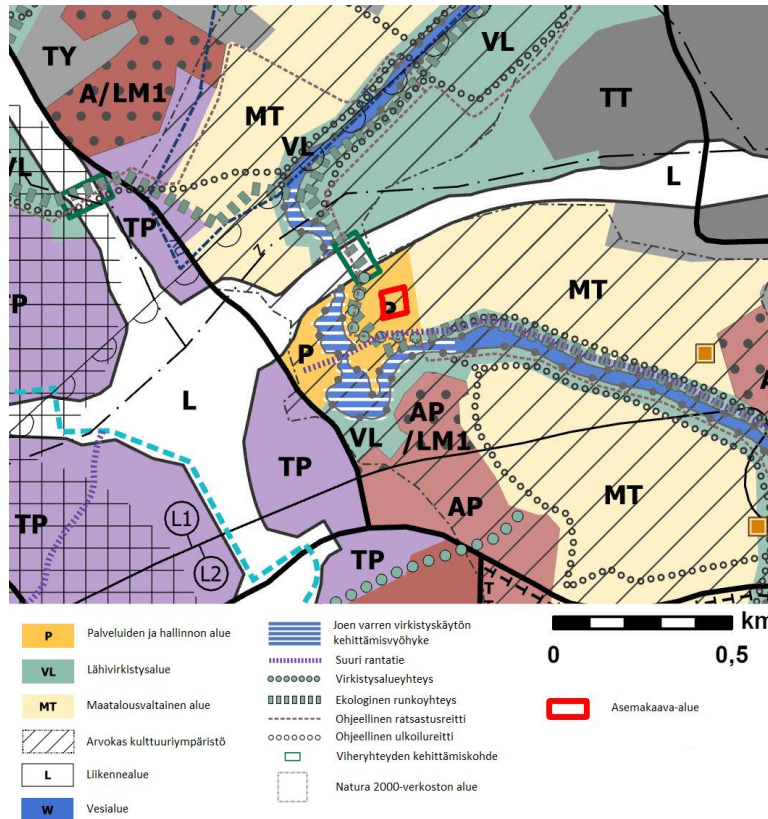 TY
VL
A/LM1
TT
MT
VL
VL
L
TP
P
MT
TP
P
L
AP
/LM1
VL
TP
MT
AP
L1
TP
L2
TP
T
km
P Palveluiden ja hallinnon alue
VL Lähivirkistysalue
MT Maatalousvaltainen alue
Arvokas kulttuuriympäristö
L Liikennealue
W Vesialue
Joen varren virkistyskäytön
kehittämisvyöhyke
Suuri rantatie
Virkistysalueyhteys
Ekologinen runkoyhteys
Ohjeellinen ratsastusreitti
Ohjeellinen ulkoilureitti
Viheryhteyden kehittämiskohde
Natura 2000-verkoston alue
0 0,5
Asemakaava-alue